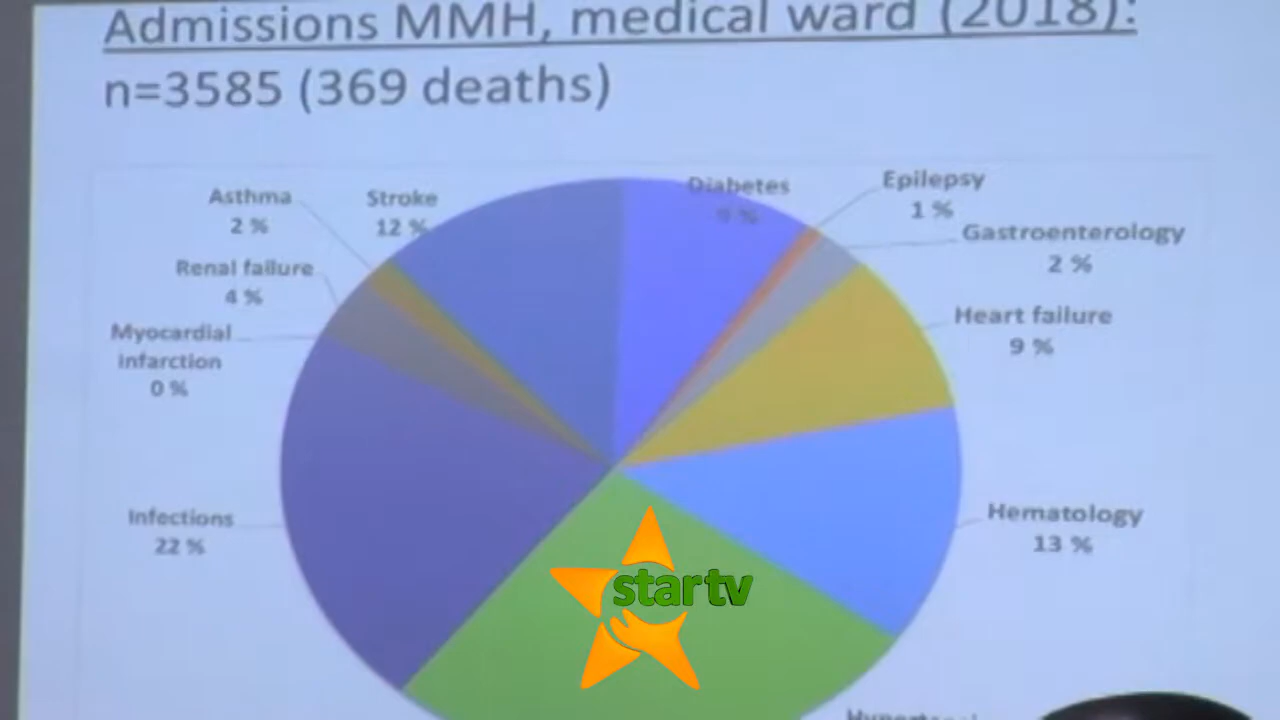 Admissions MMH, medical ward (2018):
n=3585 (369 deaths)
Asthma
2 %
Stroke
12 %
Diabetes
9 %
Epilepsy
1 %
Gastroenterology
2 %
Renal failure
4 %
Heart failure
9 %
Myocardial
infarction
0 %
Infections
22 %
Hematology
13 %
startv